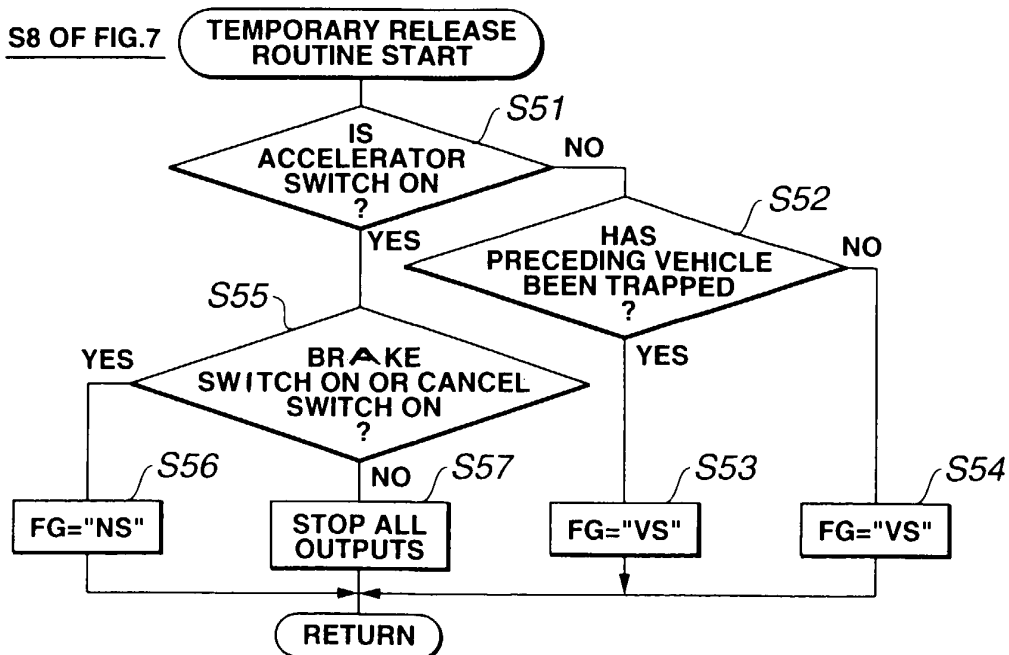 S8 OF FIG.7
TEMPORARY RELEASE
ROUTINE START
S51
IS
ACCELERATOR
SWITCH ON
?
NO
YES
S52
HAS
PRECEDING VEHICLE
BEEN TRAPPED
?
NO
YES
S55
BRAKE
SWITCH ON OR CANCEL
SWITCH ON
?
YES
NO
S56
FG="NS"
S57
STOP ALL
OUTPUTS
S53
FG="VS"
S54
FG="VS"
RETURN